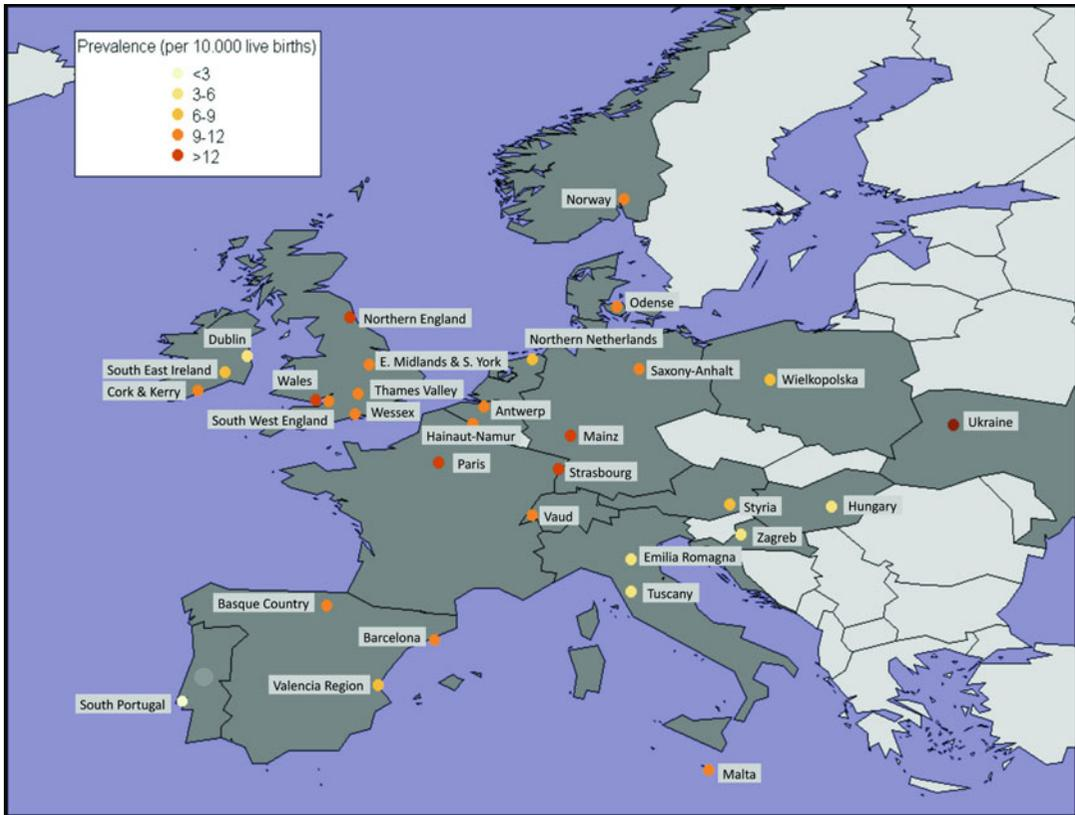 Prevalence (per 10.000 live births)
<3
3-6
6-9
9-12
>12
Norway
Odense
Northern England
Northern Netherlands
Dublin
E. Midlands & S. York
South East Ireland
Saxony-Anhalt
Wielkopolska
Wales
Cork & Kerry
Thames Valley
Antwerp
South West England
Wessex
Ukraine
Hainaut-Namur
Mainz
Paris
Strasbourg
Styria
Hungary
Vaud
Zagreb
Emilia Romagna
Tuscany
Basque Country
Barcelona
Valencia Region
South Portugal
Malta